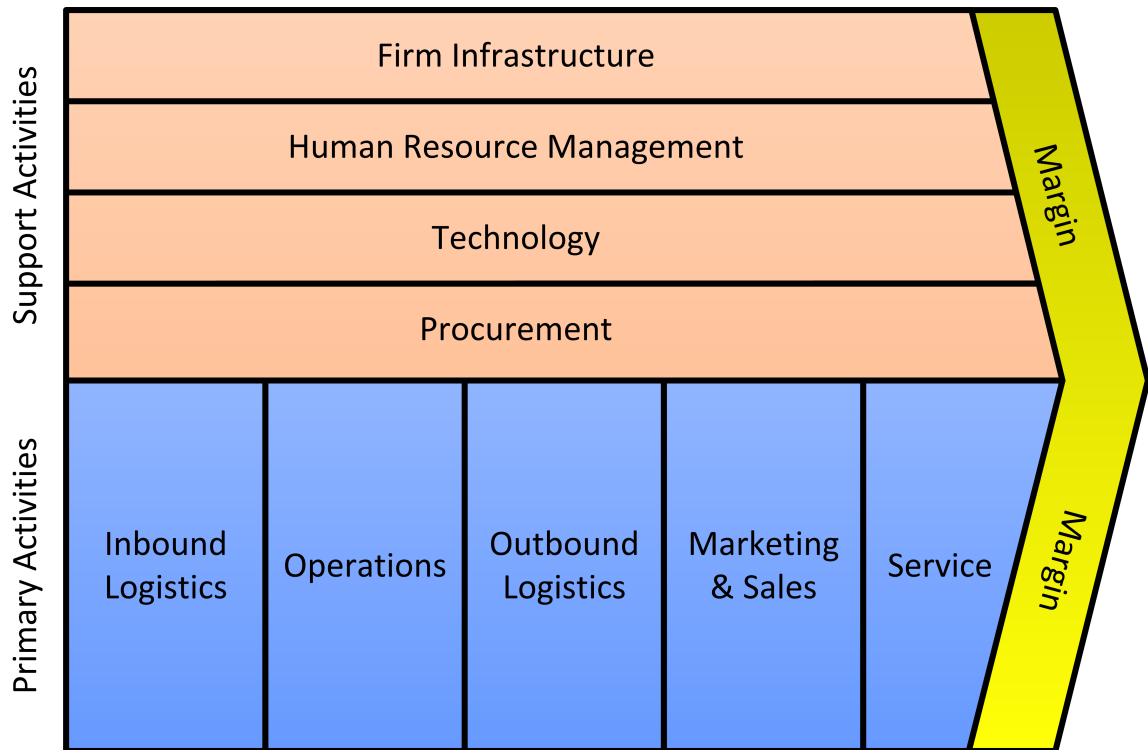 Support Activities
Firm Infrastructure
Human Resource Management
Technology
Procurement
Margin
Primary Activities
Inbound
Logistics
Operations
Outbound
Logistics
Marketing
& Sales
Service
Margin